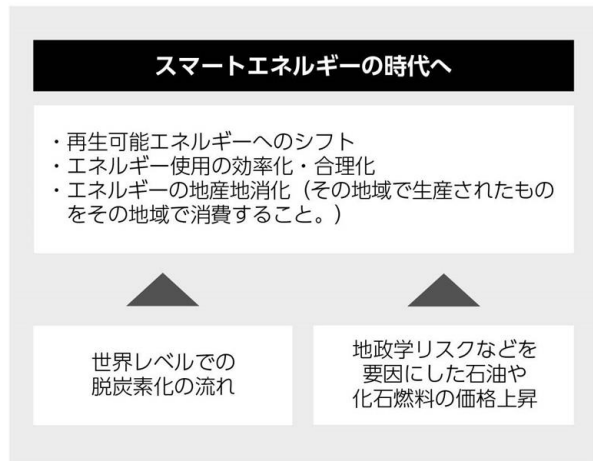 スマートエネルギーの時代へ
・再生可能エネルギーへのシフト
・エネルギー使用の効率化・合理化
・エネルギーの地産地消化（その地域で生産されたもの
をその地域で消費すること。）
世界レベルでの
脱炭素化の流れ
地政学リスクなどを
要因にした石油や
化石燃料の価格上昇